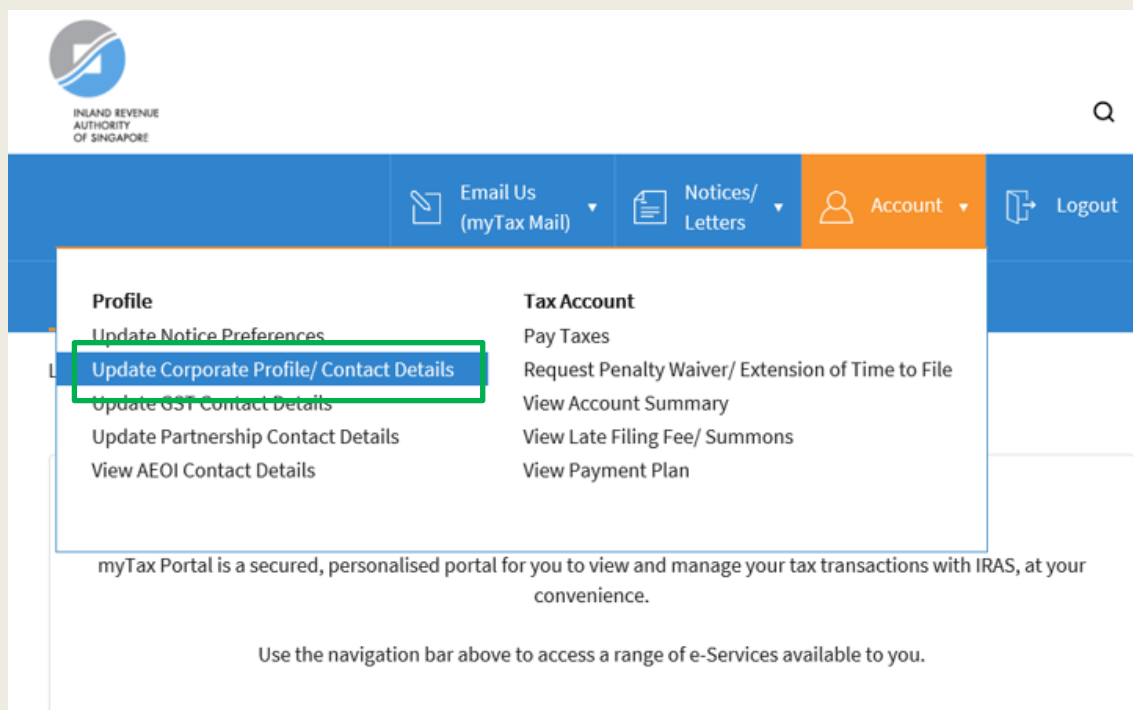 INLAND REVENUE
AUTHORITY
OF SINGAPORE
Email Us
(myTax Mail)
Notices/
Letters
Account
Logout
Profile
Update Notice Preferences
Update Corporate Profile/ Contact Details
Update GST Contact Details
Update Partnership Contact Details
View AEOI Contact Details
Tax Account
Pay Taxes
Request Penalty Waiver/ Extension of Time to File
View Account Summary
View Late Filing Fee/ Summons
View Payment Plan
myTax Portal is a secured, personalised portal for you to view and manage your tax transactions with IRAS, at your
convenience.
Use the navigation bar above to access a range of e-Services available to you.